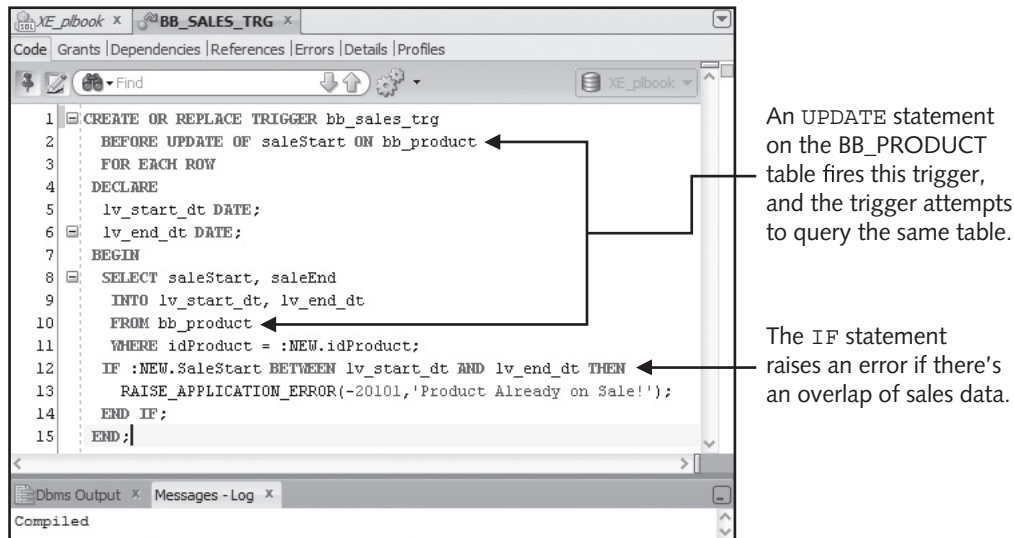 XE_plbook x BB_SALES_TRG x
Code Grants |Dependencies |References |Errors |Details |Profiles
Find XE_plbook
1 CREATE OR REPLACE TRIGGER bb_sales_trg
2 BEFORE UPDATE OF saleStart ON bb_product
3 FOR EACH ROW
4 DECLARE
5 lv_start_dt DATE;
6 lv_end_dt DATE;
7 BEGIN
8 SELECT saleStart, saleEnd
9 INTO lv_start_dt, lv_end_dt
10 FROM bb_product
11 WHERE idProduct = :NEW.idProduct;
12 IF :NEW.SaleStart BETWEEN lv_start_dt AND lv_end_dt THEN
13 RAISE_APPLICATION_ERROR(-20101,'Product Already on Sale!');
14 END IF;
15 END;
Dbms Output x Messages - Log x
Compiled
An UPDATE statement
on the BB_PRODUCT
table fires this trigger,
and the trigger attempts
to query the same table.
The IF statement
raises an error if there's
an overlap of sales data.